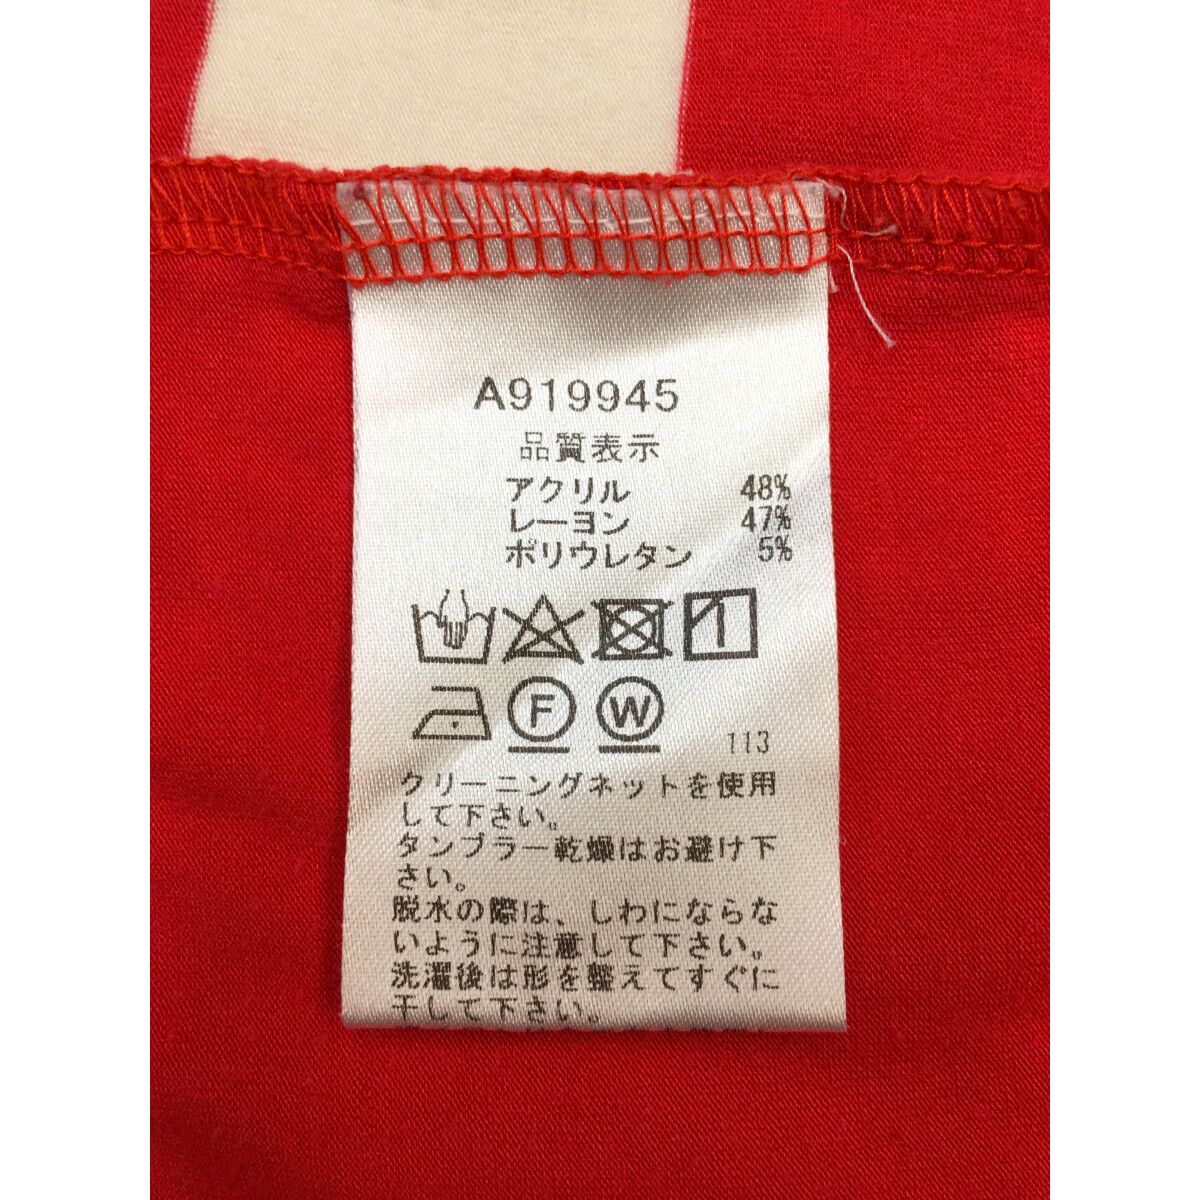 A919945
品質表示
アクリル 48%
レーヨン 47%
ポリウレタン 5%
F W
113
クリーニングネットを使用
して下さい。
タンブラー乾燥はお避け下
さい。
脱水の際は、しわにならな
いように注意して下さい。
洗濯後は形を整えてすぐに
干して下さい。